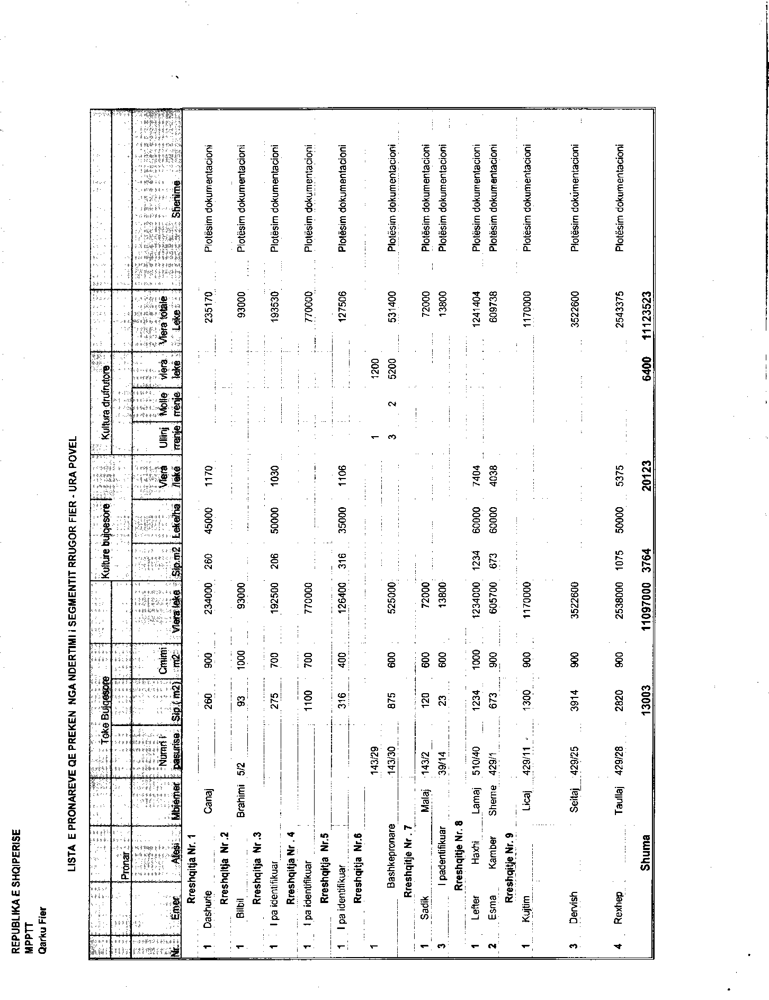 REPUBLIKA E SHQIPERISE
MPPTT
Qarku Fier
LISTA E PRONAREVE QE PREKEN NGA NDERTIMI i SEGMENTIT RRUGOR FIER - URA POVEL
Toke Bujqesore Kulture bujqesore Kultura drufrutore
Pronar
Numri i Cmimi Vlera Ullinj Molle vlera Vlera totale
Nr. Emer Atesi Mbiemer pasurise Sip.( m2) m2 Vlera leke Sip.m2 Leke/ha /leke rrenje rrenje leke Leke Shenime
Rreshqitja Nr. 1
1 Dashurie Canaj 260 900 234000 260 45000 1170 235170 Plotësim dokumentacioni
Rreshqitja Nr .2
1 Bilbil Brahimi 5/2 93 1000 93000 93000 Plotësim dokumentacioni
Rreshqitja Nr .3
1 I pa identifikuar 275 700 192500 206 50000 1030 193530 Plotësim dokumentacioni
Rreshqitja Nr . 4
1 I pa identifikuar 1100 700 770000 770000 Plotësim dokumentacioni
Rreshqitja Nr.5
1 I pa identifikuar 316 400 126400 316 35000 1106 127506 Plotësim dokumentacioni
Rreshqitja Nr.6
1 143/29 1 1200
Bashkepronare 143/30 875 600 525000 3 2 5200 531400 Plotësim dokumentacioni
Rreshqitje Nr . 7
1 Sadik Malaj 143/2 120 600 72000 72000 Plotësim dokumentacioni
3 I padentifikuar 39/14 23 600 13800 13800 Plotësim dokumentacioni
Rreshqitje Nr. 8
1 Lefter Haxhi Lamaj 510/40 1234 1000 1234000 1234 60000 7404 1241404 Plotësim dokumentacioni
2 Esma Kamber Sheme 429/1 673 900 605700 673 60000 4038 609738 Plotësim dokumentacioni
Rreshqitje Nr. 9
1 Kujtim Licaj 429/11 1300 900 1170000 1170000 Plotësim dokumentacioni
3 Dervish Seitaj 429/25 3914 900 3522600 3522600 Plotësim dokumentacioni
4 Rexhep Taullaj 429/28 2820 900 2538000 1075 50000 5375 2543375 Plotësim dokumentacioni
Shuma 13003 11097000 3764 20123 6400 11123523